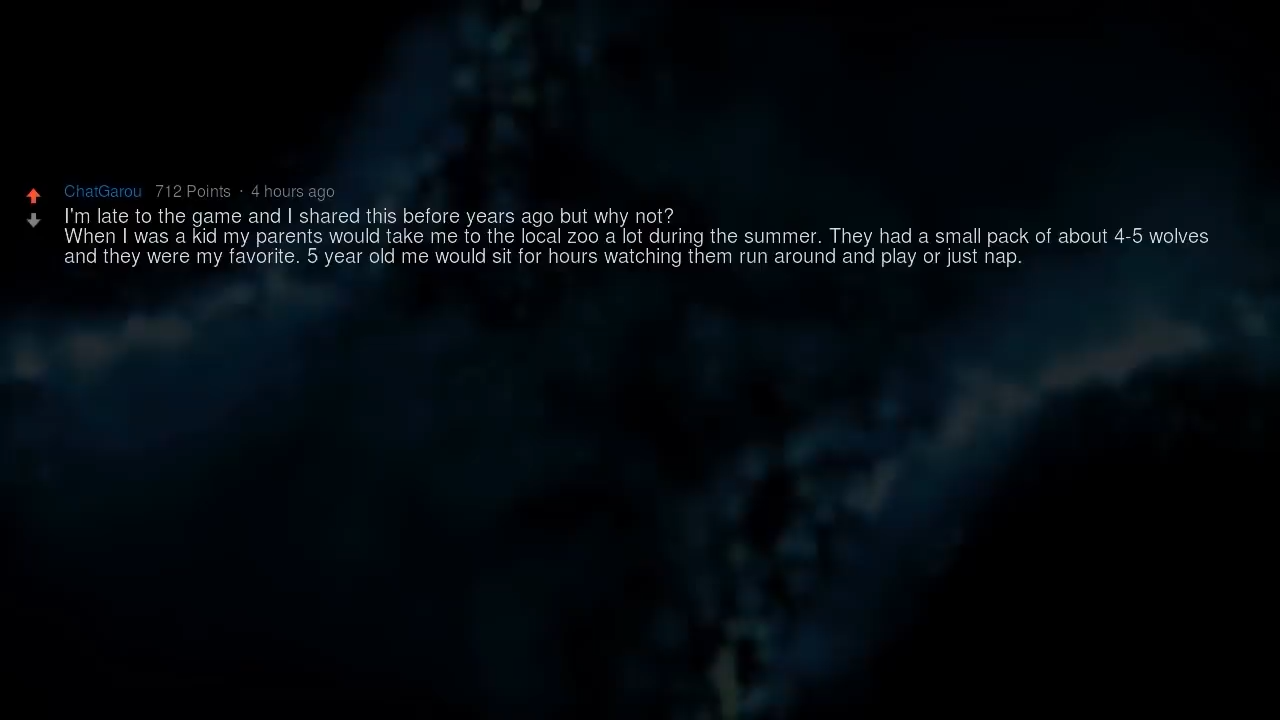 ChatGarou 712 Points · 4 hours ago
I'm late to the game and I shared this before years ago but why not?
When I was a kid my parents would take me to the local zoo a lot during the summer. They had a small pack of about 4-5 wolves
and they were my favorite. 5 year old me would sit for hours watching them run around and play or just nap.